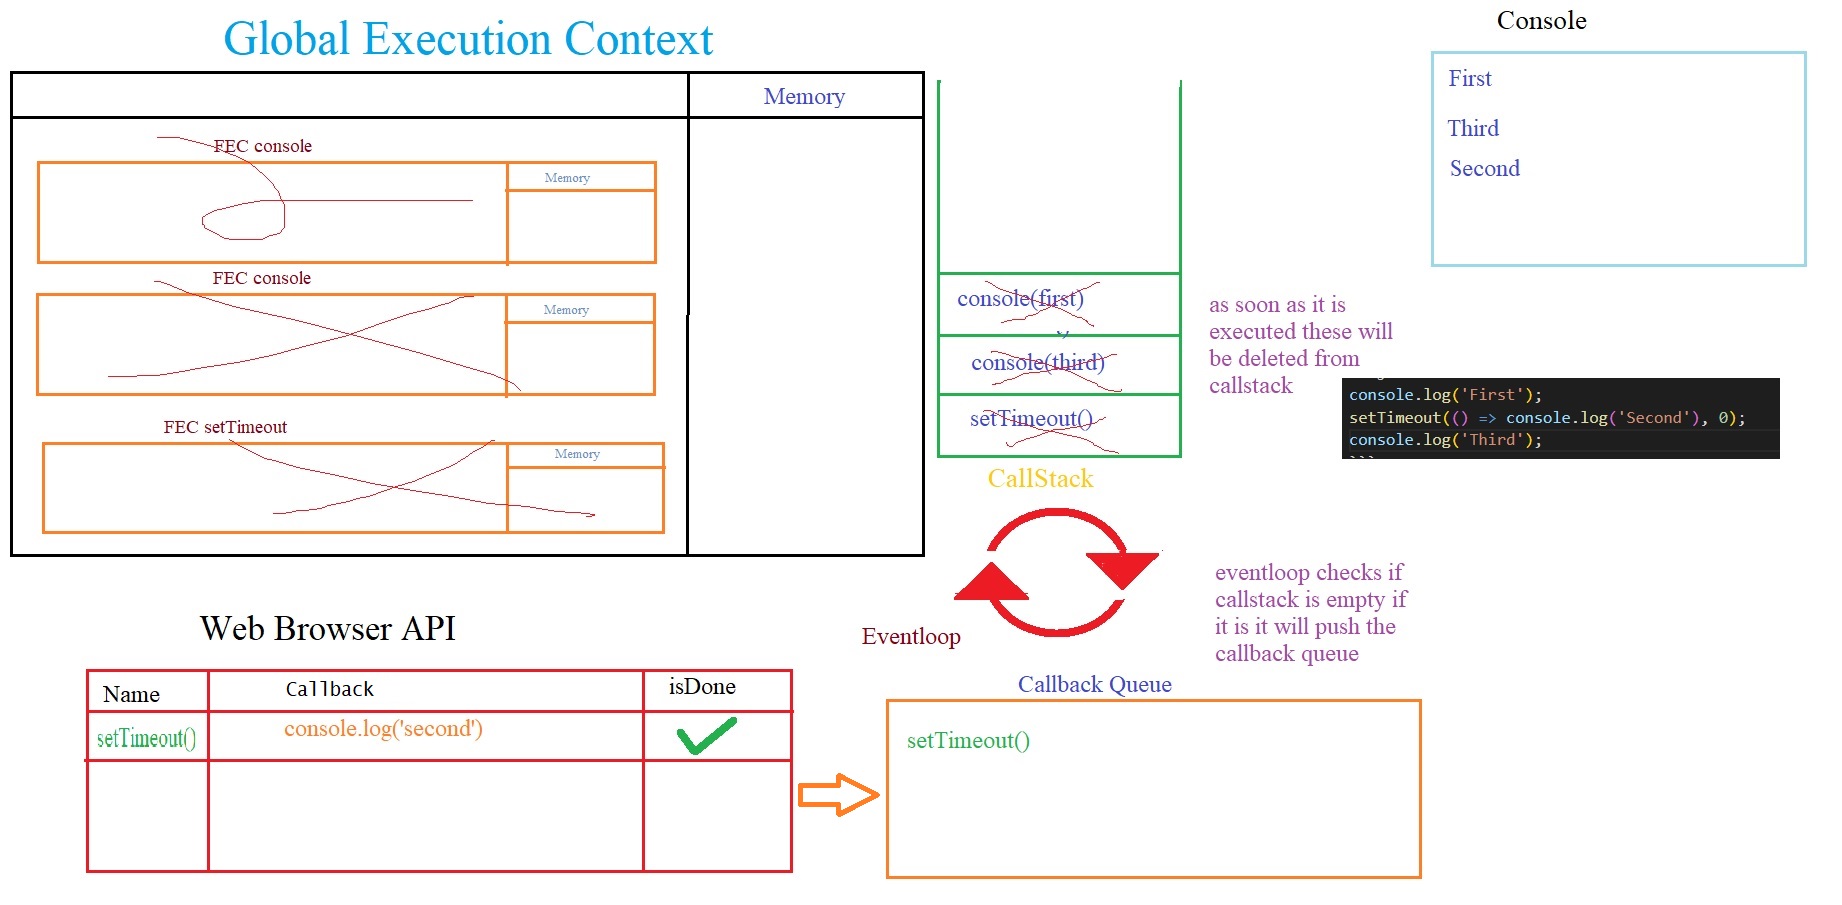 Global Execution Context
Memory
FEC console
Memory
FEC console
Memory
FEC setTimeout
Memory
console(first)
console(third)
setTimeout()
CallStack
Console
First
Third
Second
as soon as it is
executed these will
be deleted from
callstack
console.log('First');
setTimeout(() => console.log('Second'), 0);
console.log('Third');
```
Eventloop
eventloop checks if
callstack is empty if
it is it will push the
callback queue
Web Browser API
Name
Callback
isDone
setTimeout()
console.log('second')
Callback Queue
setTimeout()